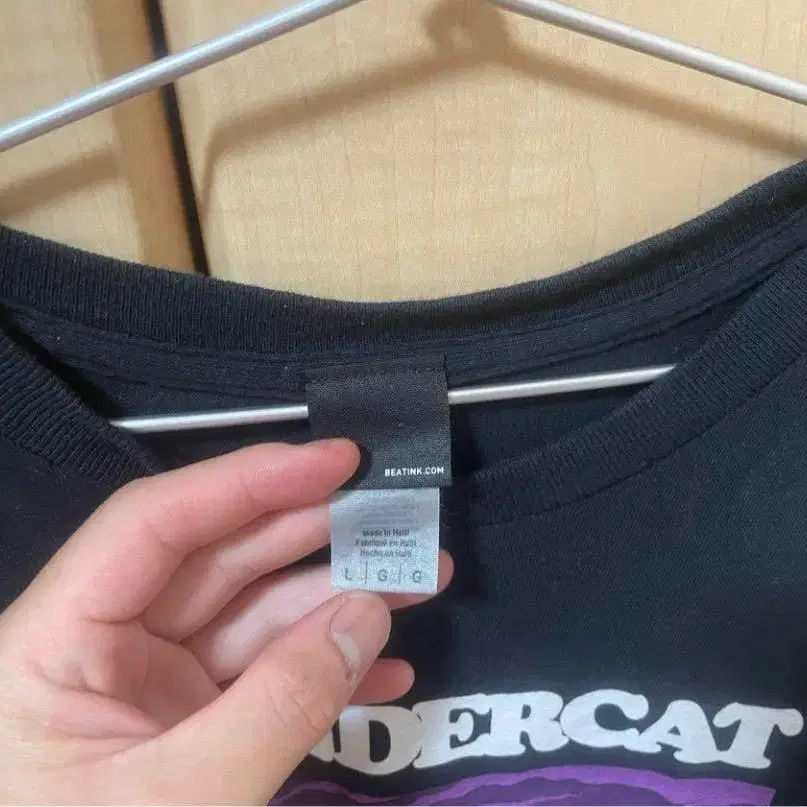 BEATINK.COM
Made in Haiti
Fabriqué en Haïti
Hecho en Haití
L | G | G
DERCAT